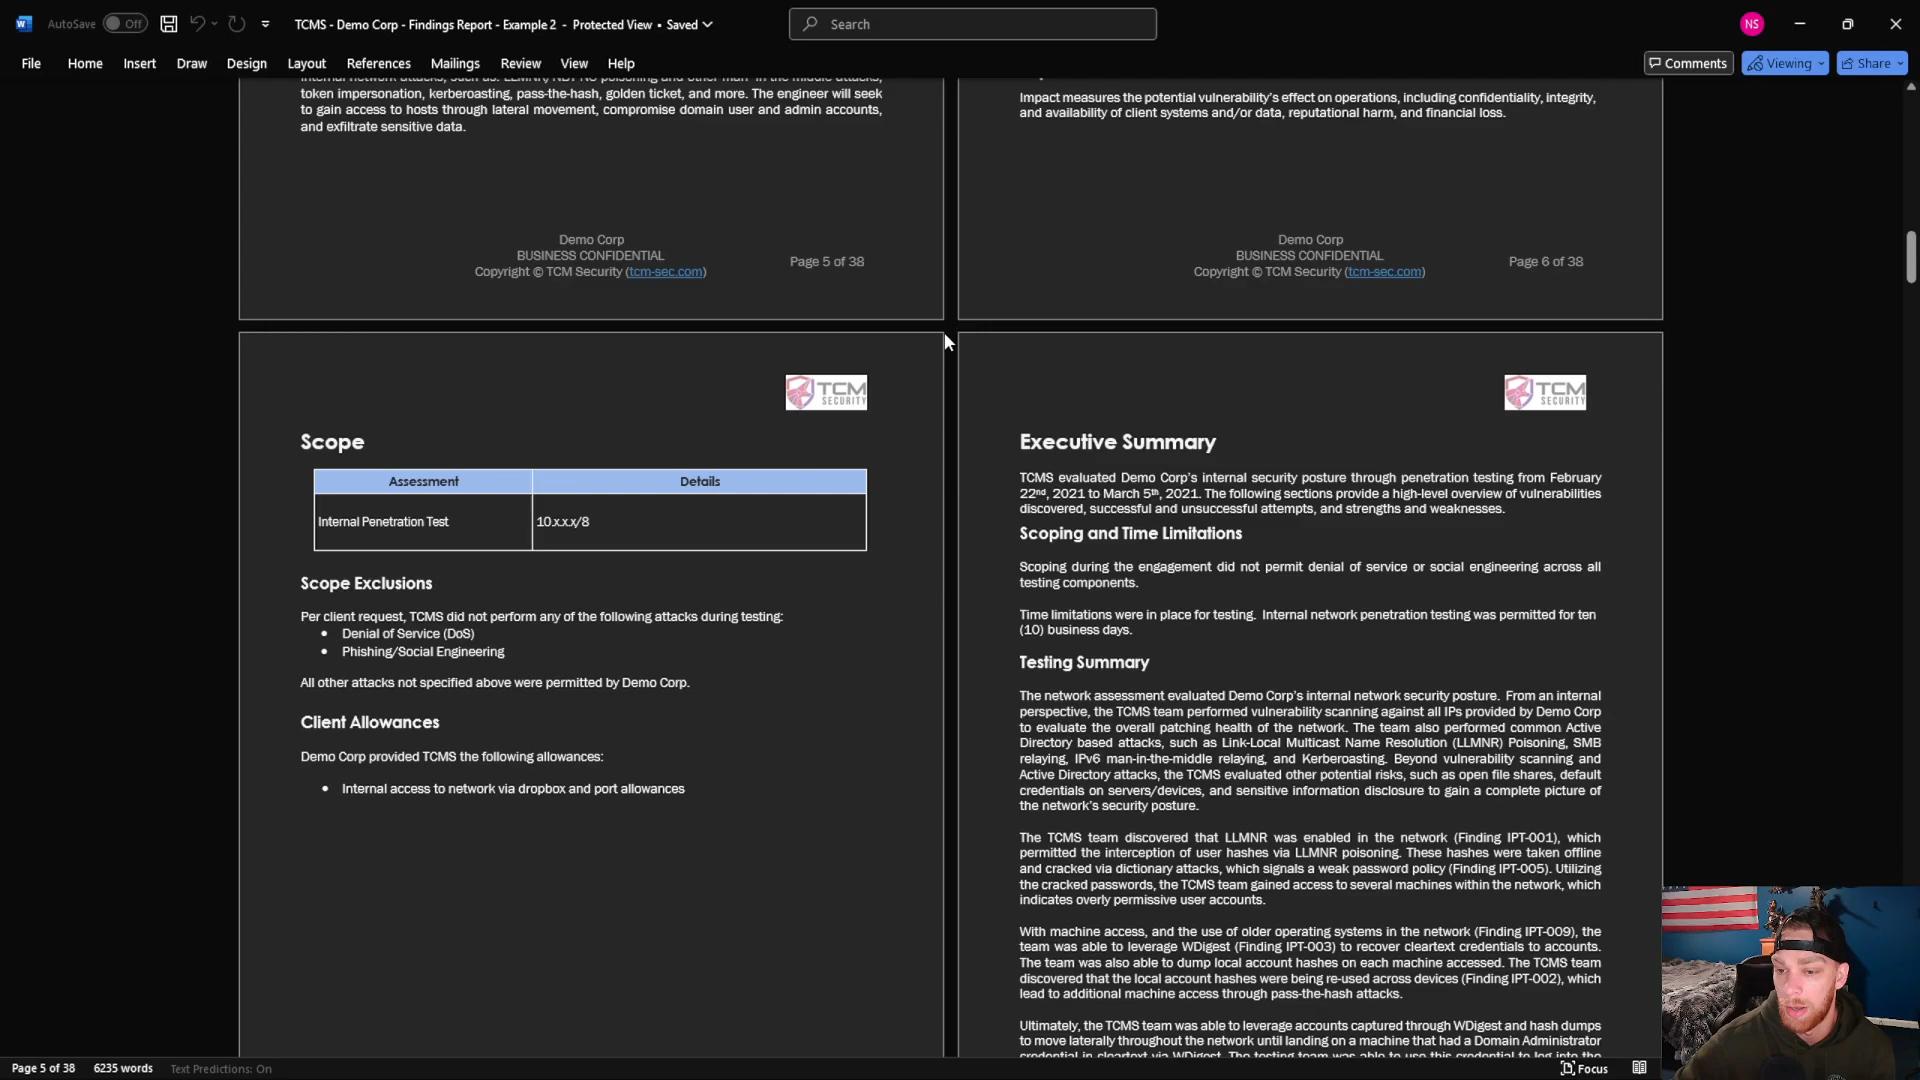 AutoSave Off
TCMS - Demo Corp - Findings Report - Example 2 - Protected View • Saved
Search
NS
File Home Insert Draw Design Layout References Mailings Review View Help
Comments Viewing Share
token impersonation, kerberoasting, pass-the-hash, golden ticket, and more. The engineer will seek
to gain access to hosts through lateral movement, compromise domain user and admin accounts,
and exfiltrate sensitive data.
Demo Corp
BUSINESS CONFIDENTIAL
Copyright © TCM Security (tcm-sec.com)
Page 5 of 38
Impact measures the potential vulnerability's effect on operations, including confidentiality, integrity,
and availability of client systems and/or data, reputational harm, and financial loss.
Demo Corp
BUSINESS CONFIDENTIAL
Copyright © TCM Security (tcm-sec.com)
Page 6 of 38
TCM
SECURITY
Scope
Assessment Details
Internal Penetration Test 10.x.x.x/8
Scope Exclusions
Per client request, TCMS did not perform any of the following attacks during testing:
• Denial of Service (DoS)
• Phishing/Social Engineering
All other attacks not specified above were permitted by Demo Corp.
Client Allowances
Demo Corp provided TCMS the following allowances:
• Internal access to network via dropbox and port allowances
TCM
SECURITY
Executive Summary
TCMS evaluated Demo Corp's internal security posture through penetration testing from February
22nd, 2021 to March 5th, 2021. The following sections provide a high-level overview of vulnerabilities
discovered, successful and unsuccessful attempts, and strengths and weaknesses.
Scoping and Time Limitations
Scoping during the engagement did not permit denial of service or social engineering across all
testing components.
Time limitations were in place for testing. Internal network penetration testing was permitted for ten
(10) business days.
Testing Summary
The network assessment evaluated Demo Corp's internal network security posture. From an internal
perspective, the TCMS team performed vulnerability scanning against all IPs provided by Demo Corp
to evaluate the overall patching health of the network. The team also performed common Active
Directory based attacks, such as Link-Local Multicast Name Resolution (LLMNR) Poisoning, SMB
relaying, IPv6 man-in-the-middle relaying, and Kerberoasting. Beyond vulnerability scanning and
Active Directory attacks, the TCMS evaluated other potential risks, such as open file shares, default
credentials on servers/devices, and sensitive information disclosure to gain a complete picture of
the network's security posture.
The TCMS team discovered that LLMNR was enabled in the network (Finding IPT-001), which
permitted the interception of user hashes via LLMNR poisoning. These hashes were taken offline
and cracked via dictionary attacks, which signals a weak password policy (Finding IPT-005). Utilizing
the cracked passwords, the TCMS team gained access to several machines within the network, which
indicates overly permissive user accounts.
With machine access, and the use of older operating systems in the network (Finding IPT-009), the
team was able to leverage WDigest (Finding IPT-003) to recover cleartext credentials to accounts.
The team was also able to dump local account hashes on each machine accessed. The TCMS team
discovered that the local account hashes were being re-used across devices (Finding IPT-002), which
lead to additional machine access through pass-the-hash attacks.
Ultimately, the TCMS team was able to leverage accounts captured through WDigest and hash dumps
to move laterally throughout the network until landing on a machine that had a Domain Administrator
credential in cleartext via WDigest. The testing team was able to use this credential to log into the
Page 5 of 38 6235 words Text Predictions: On
Focus